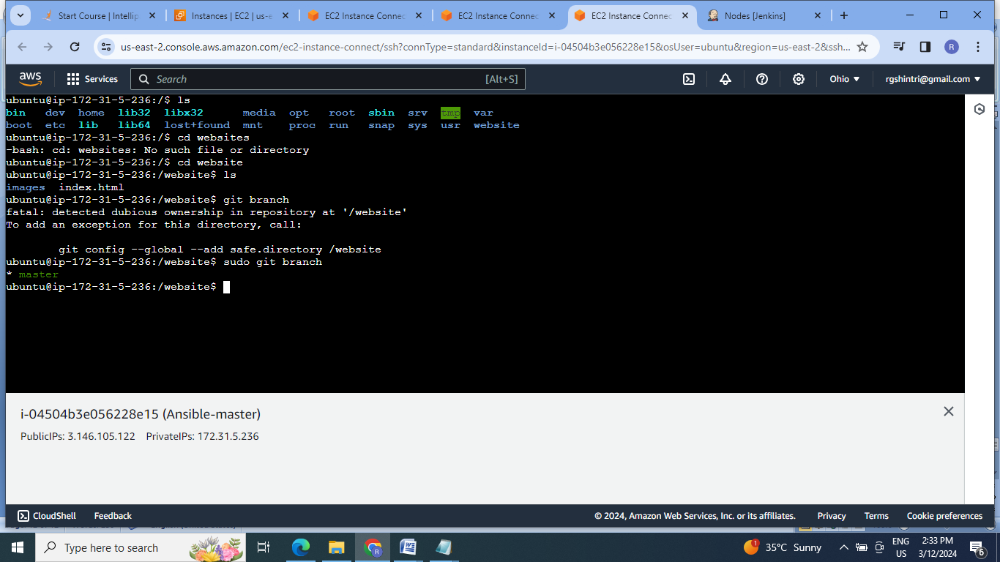 Start Course | Intellip
Instances | EC2 | us-e
EC2 Instance Connec
EC2 Instance Connec
EC2 Instance Connec
Nodes [Jenkins]
us-east-2.console.aws.amazon.com/ec2-instance-connect/ssh?connType=standard&instanceId=i-04504b3e056228e15&osUser=ubuntu&region=us-east-2&ssh...
R
aws
Services
Search
[Alt+S]
Ohio
rgshintri@gmail.com
ubuntu@ip-172-31-5-236:/$ ls
bin dev home lib32 libx32 media opt root sbin srv tmp var
boot etc lib lib64 lost+found mnt proc run snap sys usr website
ubuntu@ip-172-31-5-236:/$ cd websites
-bash: cd: websites: No such file or directory
ubuntu@ip-172-31-5-236:/$ cd website
ubuntu@ip-172-31-5-236:/website$ ls
images index.html
ubuntu@ip-172-31-5-236:/website$ git branch
fatal: detected dubious ownership in repository at '/website'
To add an exception for this directory, call:
git config --global --add safe.directory /website
ubuntu@ip-172-31-5-236:/website$ sudo git branch
* master
ubuntu@ip-172-31-5-236:/website$
i-04504b3e056228e15 (Ansible-master)
PublicIPs: 3.146.105.122 PrivateIPs: 172.31.5.236
CloudShell
Feedback
© 2024, Amazon Web Services, Inc. or its affiliates.
Privacy
Terms
Cookie preferences
Type here to search
R
1
35°C Sunny
ENG
US
2:33 PM
3/12/2024
6